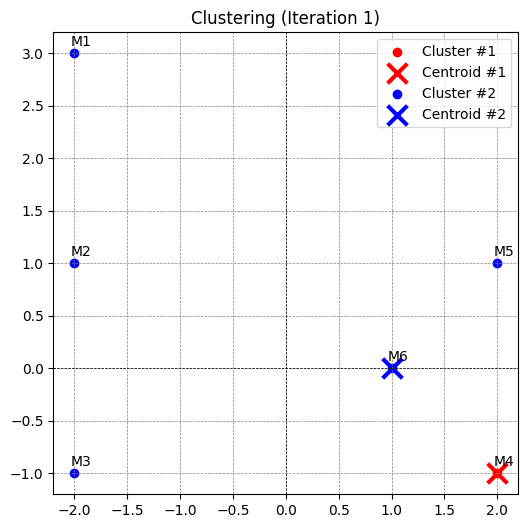 Clustering (Iteration 1)
M1
Cluster #1
Centroid #1
Cluster #2
Centroid #2
M2
M5
M6
M3
M4
3.0
2.5
2.0
1.5
1.0
0.5
0.0
−0.5
−1.0
−2.0 −1.5 −1.0 −0.5 0.0 0.5 1.0 1.5 2.0